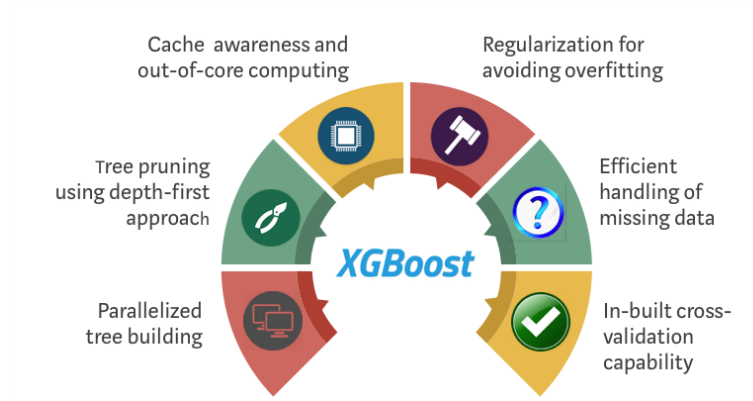 Cache awareness and
out-of-core computing
Regularization for
avoiding overfitting
Tree pruning
using depth-first
approach
Efficient
handling of
missing data
?
XGBoost
Parallelized
tree building
In-built cross-
validation
capability